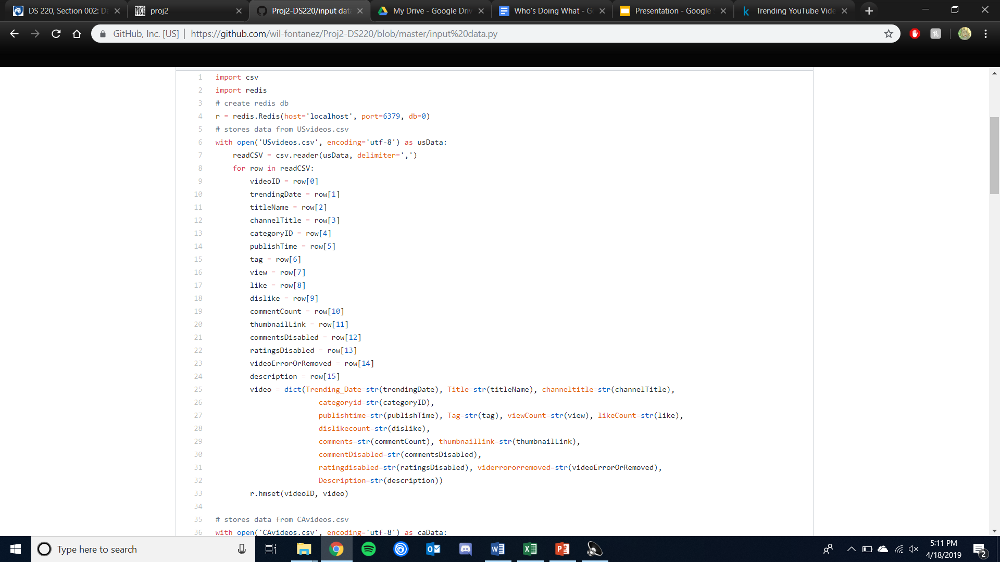 DS 220, Section 002: D
proj2
Proj2-DS220/input dat
My Drive - Google Driv
Who's Doing What - G
Presentation - Google
Trending YouTube Vide
GitHub, Inc. [US] | https://github.com/wil-fontanez/Proj2-DS220/blob/master/input%20data.py
1 import csv
2 import redis
3 # create redis db
4 r = redis.Redis(host='localhost', port=6379, db=0)
5 # stores data from USvideos.csv
6 with open('USvideos.csv', encoding='utf-8') as usData:
7 readCSV = csv.reader(usData, delimiter=',')
8 for row in readCSV:
9 videoID = row[0]
10 trendingDate = row[1]
11 titleName = row[2]
12 channelTitle = row[3]
13 categoryID = row[4]
14 publishTime = row[5]
15 tag = row[6]
16 view = row[7]
17 like = row[8]
18 dislike = row[9]
19 commentCount = row[10]
20 thumbnailLink = row[11]
21 commentsDisabled = row[12]
22 ratingsDisabled = row[13]
23 videoErrorOrRemoved = row[14]
24 description = row[15]
25 video = dict(Trending_Date=str(trendingDate), Title=str(titleName), channeltitle=str(channelTitle),
26 categoryid=str(categoryID),
27 publishtime=str(publishTime), Tag=str(tag), viewCount=str(view), likeCount=str(like),
28 dislikecount=str(dislike),
29 comments=str(commentCount), thumbnaillink=str(thumbnailLink),
30 commentDisabled=str(commentsDisabled),
31 ratingdisabled=str(ratingsDisabled), viderrororremoved=str(videoErrorOrRemoved),
32 Description=str(description))
33 r.hmset(videoID, video)
34
35 # stores data from CAvideos.csv
36 with open('CAvideos.csv', encoding='utf-8') as caData:
Type here to search
5:11 PM
4/18/2019
2